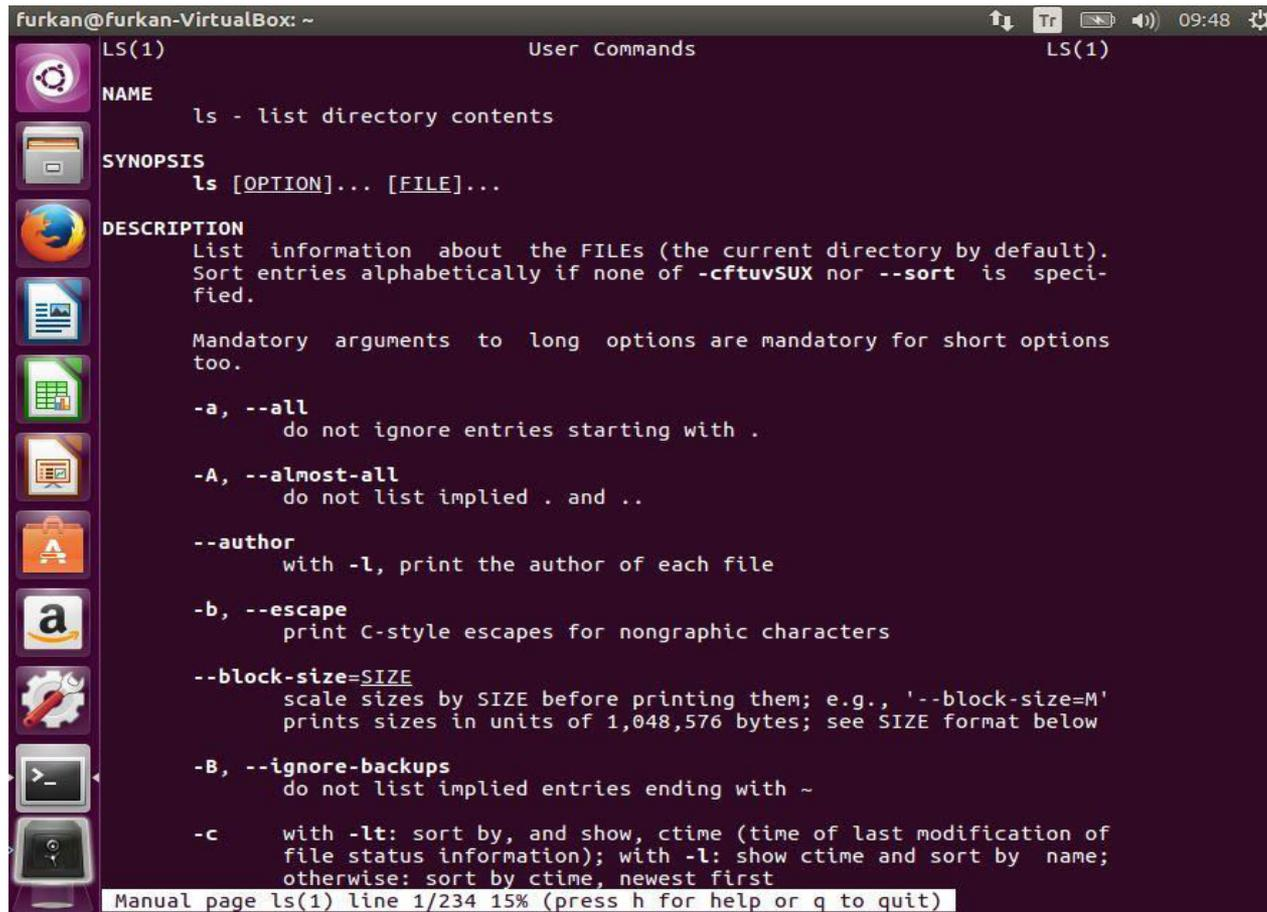 furkan@furkan-VirtualBox: ~ Tr 09:48
LS(1) User Commands LS(1)
NAME
ls - list directory contents
SYNOPSIS
ls [OPTION]... [FILE]...
DESCRIPTION
List information about the FILEs (the current directory by default).
Sort entries alphabetically if none of -cftuvSUX nor --sort is speci-
fied.
Mandatory arguments to long options are mandatory for short options
too.
-a, --all
do not ignore entries starting with .
-A, --almost-all
do not list implied . and ..
--author
with -l, print the author of each file
-b, --escape
print C-style escapes for nongraphic characters
--block-size=SIZE
scale sizes by SIZE before printing them; e.g., '--block-size=M'
prints sizes in units of 1,048,576 bytes; see SIZE format below
-B, --ignore-backups
do not list implied entries ending with ~
-c with -lt: sort by, and show, ctime (time of last modification of
file status information); with -l: show ctime and sort by name;
otherwise: sort by ctime, newest first
Manual page ls(1) line 1/234 15% (press h for help or q to quit)